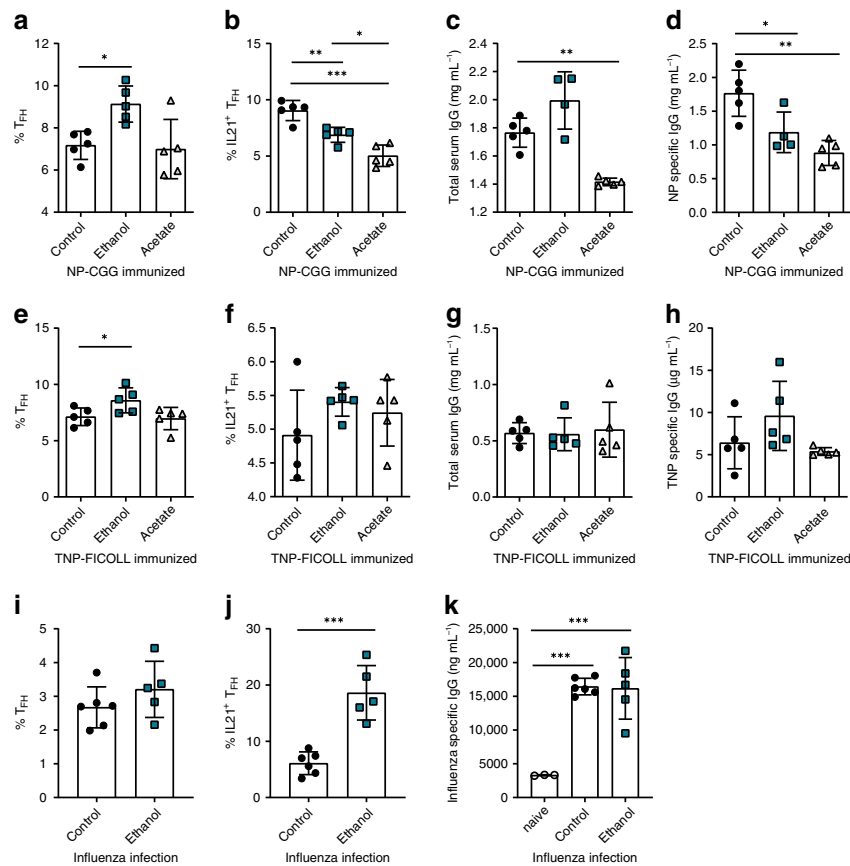 a
12
10
8
6
4
% TFH
*
Control
Ethanol
Acetate
NP-CGG immunized
b
15
10
5
0
% IL21+ TFH
*
**
***
Control
Ethanol
Acetate
NP-CGG immunized
c
2.4
2.2
2.0
1.8
1.6
1.4
1.2
Total serum IgG (mg mL−1)
**
Control
Ethanol
Acetate
NP-CGG immunized
d
2.5
2.0
1.5
1.0
0.5
0.0
NP specific IgG (mg mL−1)
*
**
Control
Ethanol
Acetate
NP-CGG immunized
e
15
10
5
0
% TFH
*
Control
Ethanol
Acetate
TNP-FICOLL immunized
f
6.5
6.0
5.5
5.0
4.5
4.0
% IL21+ TFH
Control
Ethanol
Acetate
TNP-FICOLL immunized
g
1.5
1.0
0.5
0.0
Total serum IgG (mg mL−1)
Control
Ethanol
Acetate
TNP-FICOLL immunized
h
20
15
10
5
0
TNP specific IgG (µg mL−1)
Control
Ethanol
Acetate
TNP-FICOLL immunized
i
5
4
3
2
1
0
% TFH
Control
Ethanol
Influenza infection
j
30
20
10
0
% IL21+ TFH
***
Control
Ethanol
Influenza infection
k
25,000
20,000
15,000
10,000
5000
0
Influenza specific IgG (ng mL−1)
***
***
naive
Control
Ethanol
Influenza infection